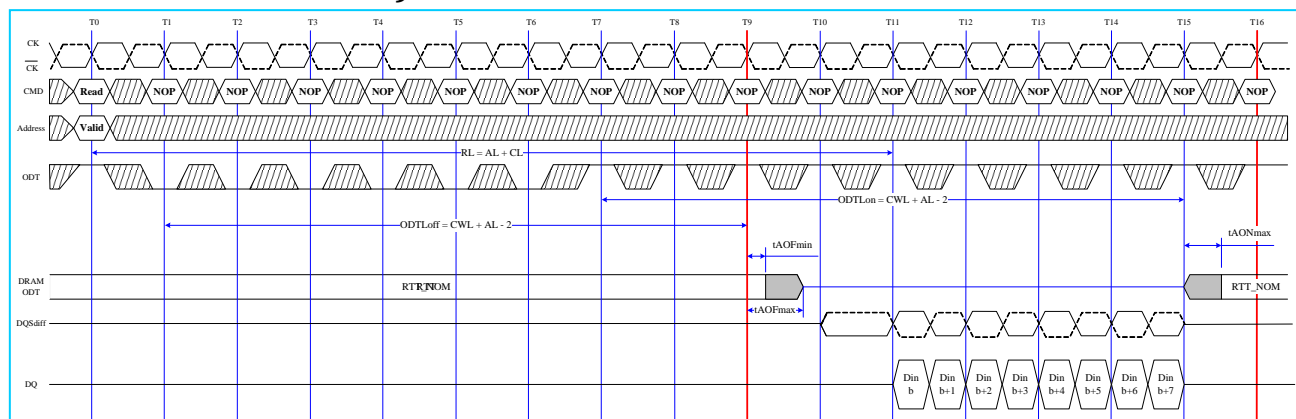 T0 T1 T2 T3 T4 T5 T6 T7 T8 T9 T10 T11 T12 T13 T14 T15 T16
CK
CK
CMD Read NOP NOP NOP NOP NOP NOP NOP NOP NOP NOP NOP NOP NOP NOP NOP NOP
Address Valid
RL = AL + CL
ODT
ODTLon = CWL + AL - 2
ODTLoff = CWL + AL - 2
tAOFmin
tAONmax
DRAM
ODT
RTT_NOM
RTT_NOM
tAOFmax
DQSdiff
DQ
Din b
Din b+1
Din b+2
Din b+3
Din b+4
Din b+5
Din b+6
Din b+7